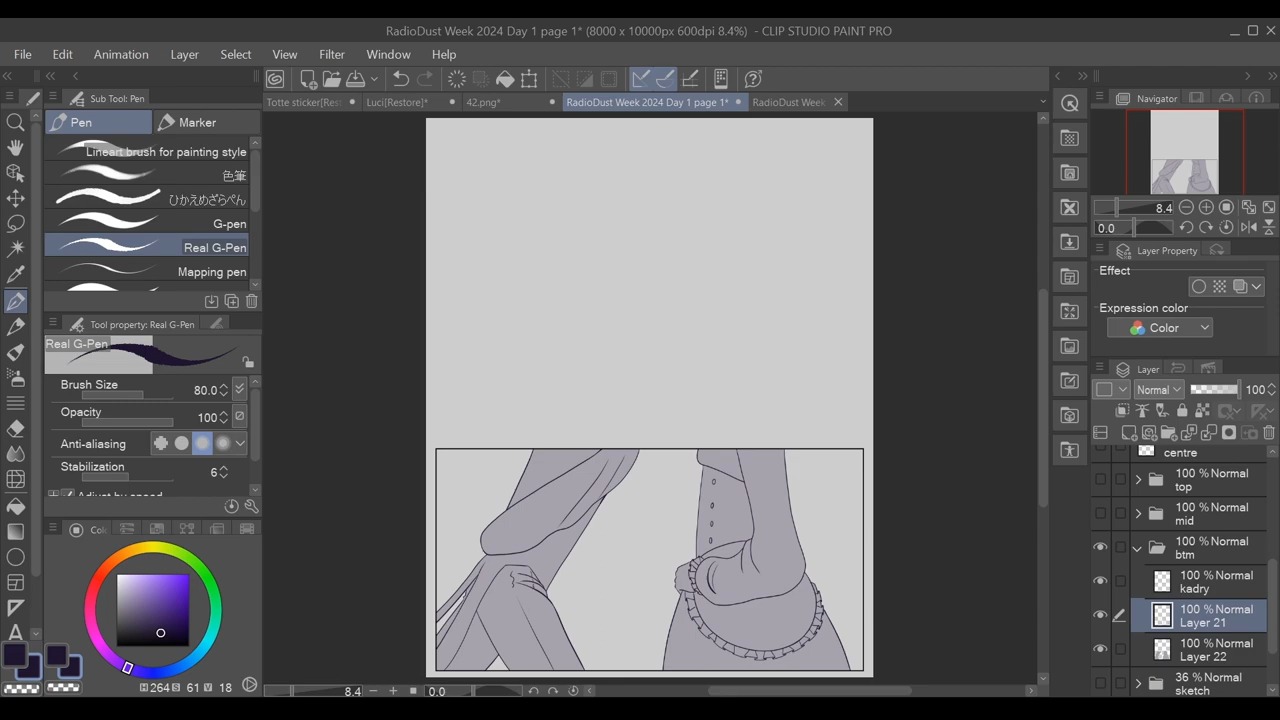 RadioDust Week 2024 Day 1 page 1* (8000 x 10000px 600dpi 8.4%) - CLIP STUDIO PAINT PRO
File Edit Animation Layer Select View Filter Window Help
Sub Tool: Pen
Totte sticker[Res Luci[Restore]* 42.png* RadioDust Week 2024 Day 1 page 1* RadioDust Week
Navigator
Pen Marker
Lineart brush for painting style
色筆
ひかえめざらぺん
G-pen
Real G-Pen
Mapping pen
8.4
0.0
Layer Property
Effect
Expression color
Color
Tool property: Real G-Pen
Real G-Pen
Brush Size 80.0
Opacity 100
Anti-aliasing
Stabilization 6
Adjust by speed
Layer
Normal 100
centre
100 % Normal
top
100 % Normal
mid
100 % Normal
btm
100 % Normal
kadry
100 % Normal
Layer 21
100 % Normal
Layer 22
36 % Normal
sketch
Col
H 264 S 61 V 18
8.4 0.0